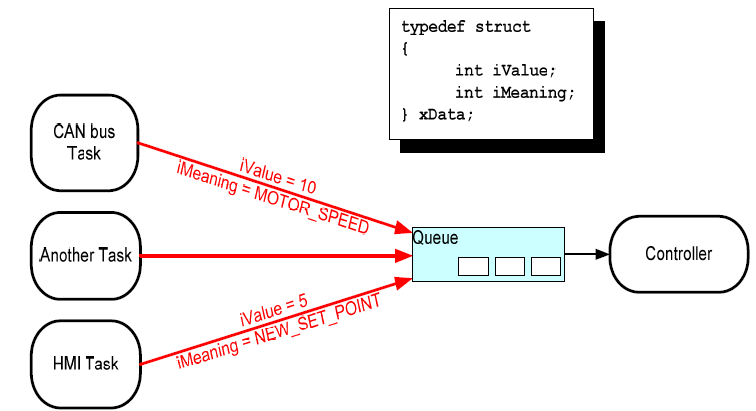 typedef struct
{
int iValue;
int iMeaning;
} xData;
CAN bus
Task
iValue = 10
iMeaning = MOTOR_SPEED
Another Task
Queue
Controller
iValue = 5
iMeaning = NEW_SET_POINT
HMI Task